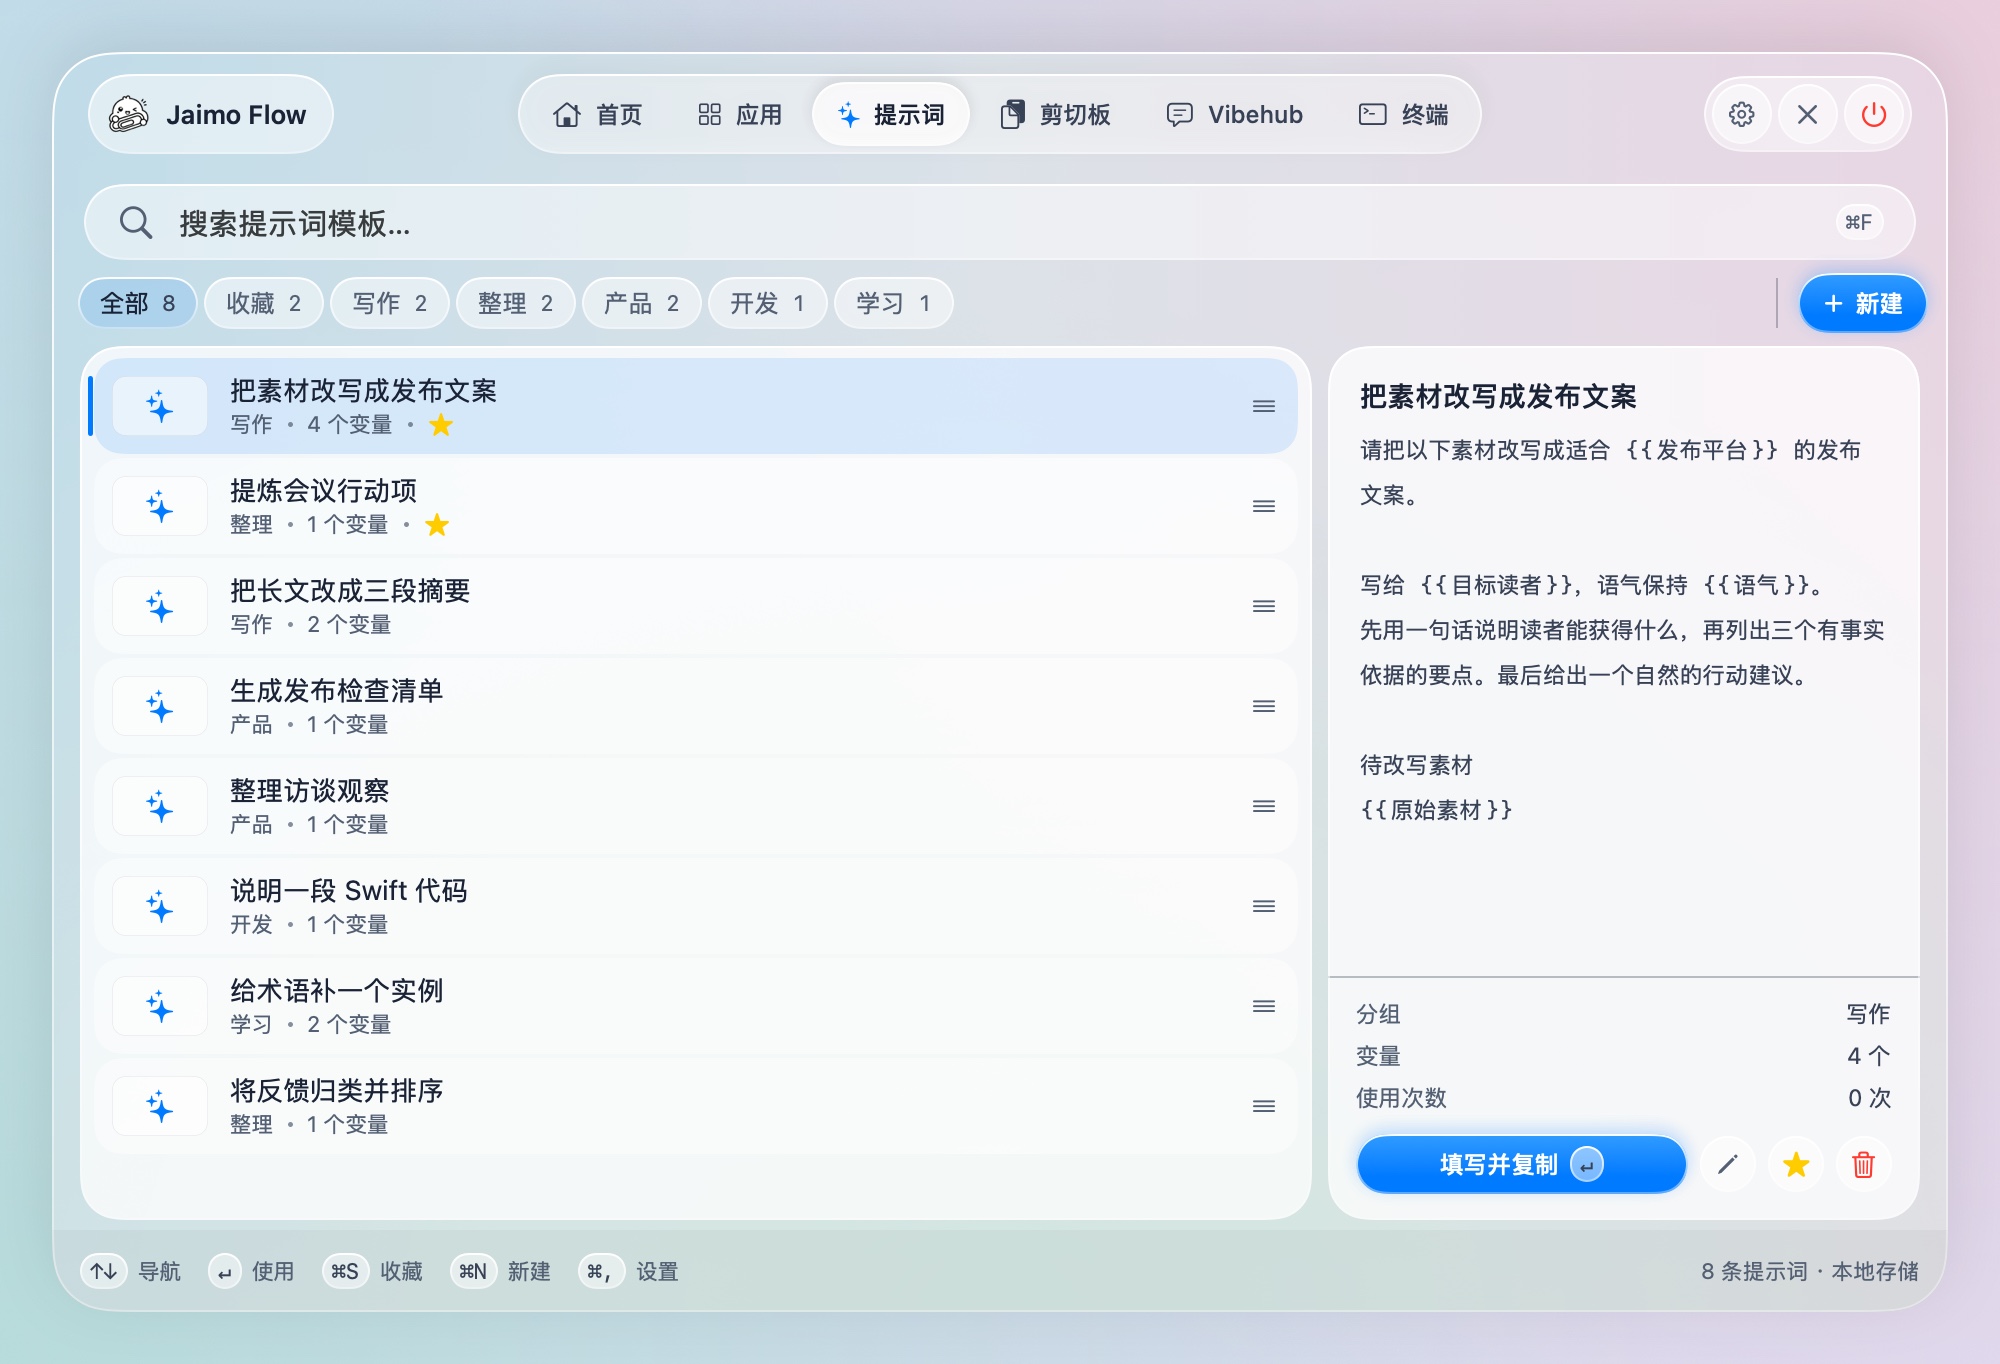 Jaimo Flow
首页
应用
提示词
剪切板
Vibehub
终端
搜索提示词模板...
⌘F
全部 8
收藏 2
写作 2
整理 2
产品 2
开发 1
学习 1
+ 新建
把素材改写成发布文案
写作 • 4 个变量 •
提炼会议行动项
整理 • 1 个变量 •
把长文改成三段摘要
写作 • 2 个变量
生成发布检查清单
产品 • 1 个变量
整理访谈观察
产品 • 1 个变量
说明一段 Swift 代码
开发 • 1 个变量
给术语补一个实例
学习 • 2 个变量
将反馈归类并排序
整理 • 1 个变量
把素材改写成发布文案
请把以下素材改写成适合 {{发布平台}} 的发布
文案。
写给 {{目标读者}}，语气保持 {{语气}}。
先用一句话说明读者能获得什么，再列出三个有事实
依据的要点。最后给出一个自然的行动建议。
待改写素材
{{原始素材}}
分组 写作
变量 4 个
使用次数 0 次
填写并复制 ↵
↑↓ 导航
↵ 使用
⌘S 收藏
⌘N 新建
⌘, 设置
8 条提示词 · 本地存储